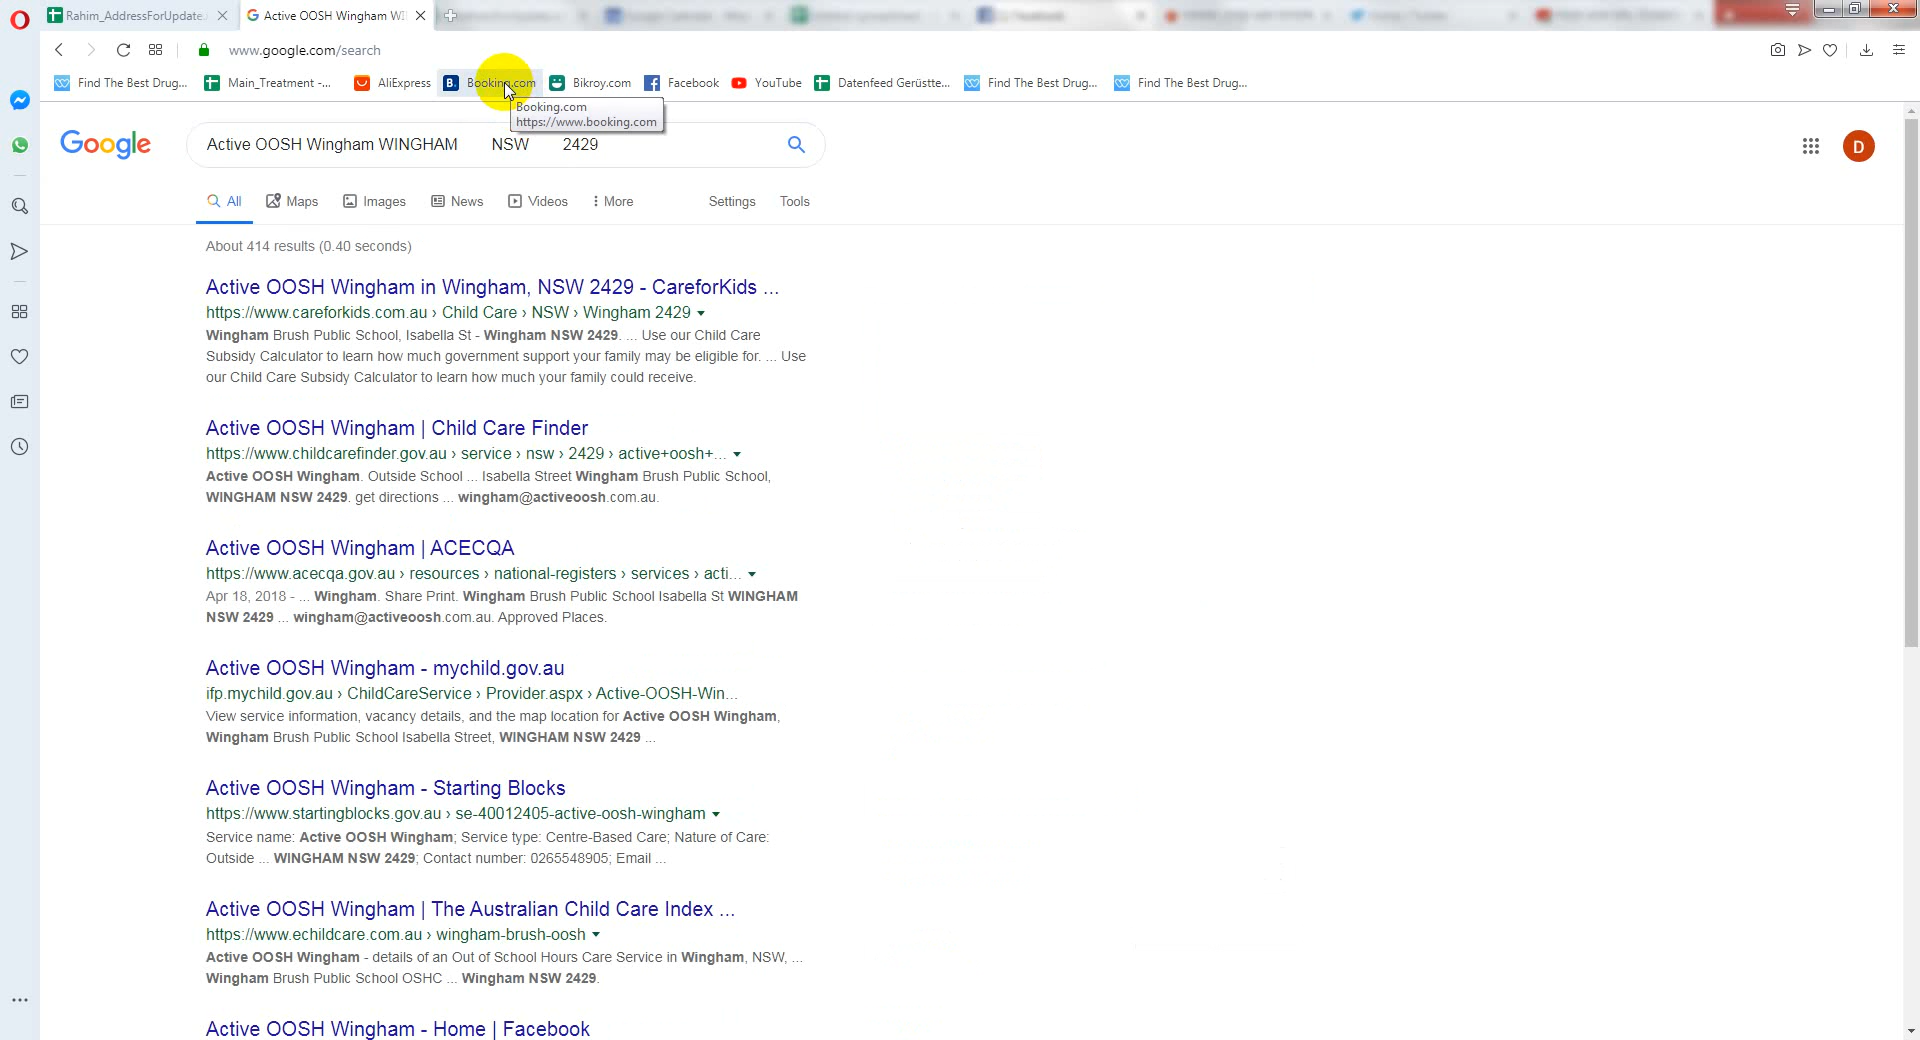 Rahim_AddressForUpdate.
Active OOSH Wingham WI
www.google.com/search
Find The Best Drug...
Main_Treatment -...
AliExpress
B. Booking.com
Bikroy.com
Facebook
YouTube
Datenfeed Gerüstte...
Find The Best Drug...
Find The Best Drug...
Booking.com
https://www.booking.com
Google
Active OOSH Wingham WINGHAM NSW 2429
D
All
Maps
Images
News
Videos
More
Settings
Tools
About 414 results (0.40 seconds)
Active OOSH Wingham in Wingham, NSW 2429 - CareforKids ...
https://www.careforkids.com.au › Child Care › NSW › Wingham 2429
Wingham Brush Public School, Isabella St - Wingham NSW 2429. ... Use our Child Care
Subsidy Calculator to learn how much government support your family may be eligible for. ... Use
our Child Care Subsidy Calculator to learn how much your family could receive.
Active OOSH Wingham | Child Care Finder
https://www.childcarefinder.gov.au › service › nsw › 2429 › active+oosh+...
Active OOSH Wingham. Outside School ... Isabella Street Wingham Brush Public School,
WINGHAM NSW 2429. get directions ... wingham@activeoosh.com.au.
Active OOSH Wingham | ACECQA
https://www.acecqa.gov.au › resources › national-registers › services › acti...
Apr 18, 2018 - ... Wingham. Share Print. Wingham Brush Public School Isabella St WINGHAM
NSW 2429 ... wingham@activeoosh.com.au. Approved Places.
Active OOSH Wingham - mychild.gov.au
ifp.mychild.gov.au › ChildCareService › Provider.aspx › Active-OOSH-Win...
View service information, vacancy details, and the map location for Active OOSH Wingham,
Wingham Brush Public School Isabella Street, WINGHAM NSW 2429 ...
Active OOSH Wingham - Starting Blocks
https://www.startingblocks.gov.au › se-40012405-active-oosh-wingham
Service name: Active OOSH Wingham; Service type: Centre-Based Care; Nature of Care:
Outside ... WINGHAM NSW 2429; Contact number: 0265548905; Email ...
Active OOSH Wingham | The Australian Child Care Index ...
https://www.echildcare.com.au › wingham-brush-oosh
Active OOSH Wingham - details of an Out of School Hours Care Service in Wingham, NSW, ...
Wingham Brush Public School OSHC ... Wingham NSW 2429.
Active OOSH Wingham - Home | Facebook